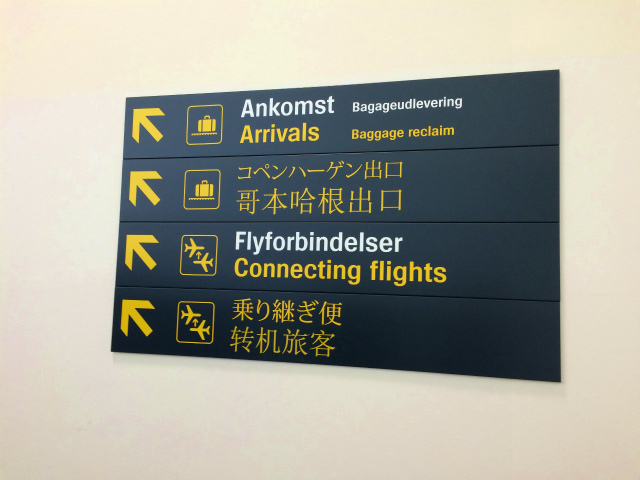 Ankomst Bagageudlevering
Arrivals Baggage reclaim
コペンハーゲン出口
哥本哈根出口
Flyforbindelser
Connecting flights
乗り継ぎ便
转机旅客